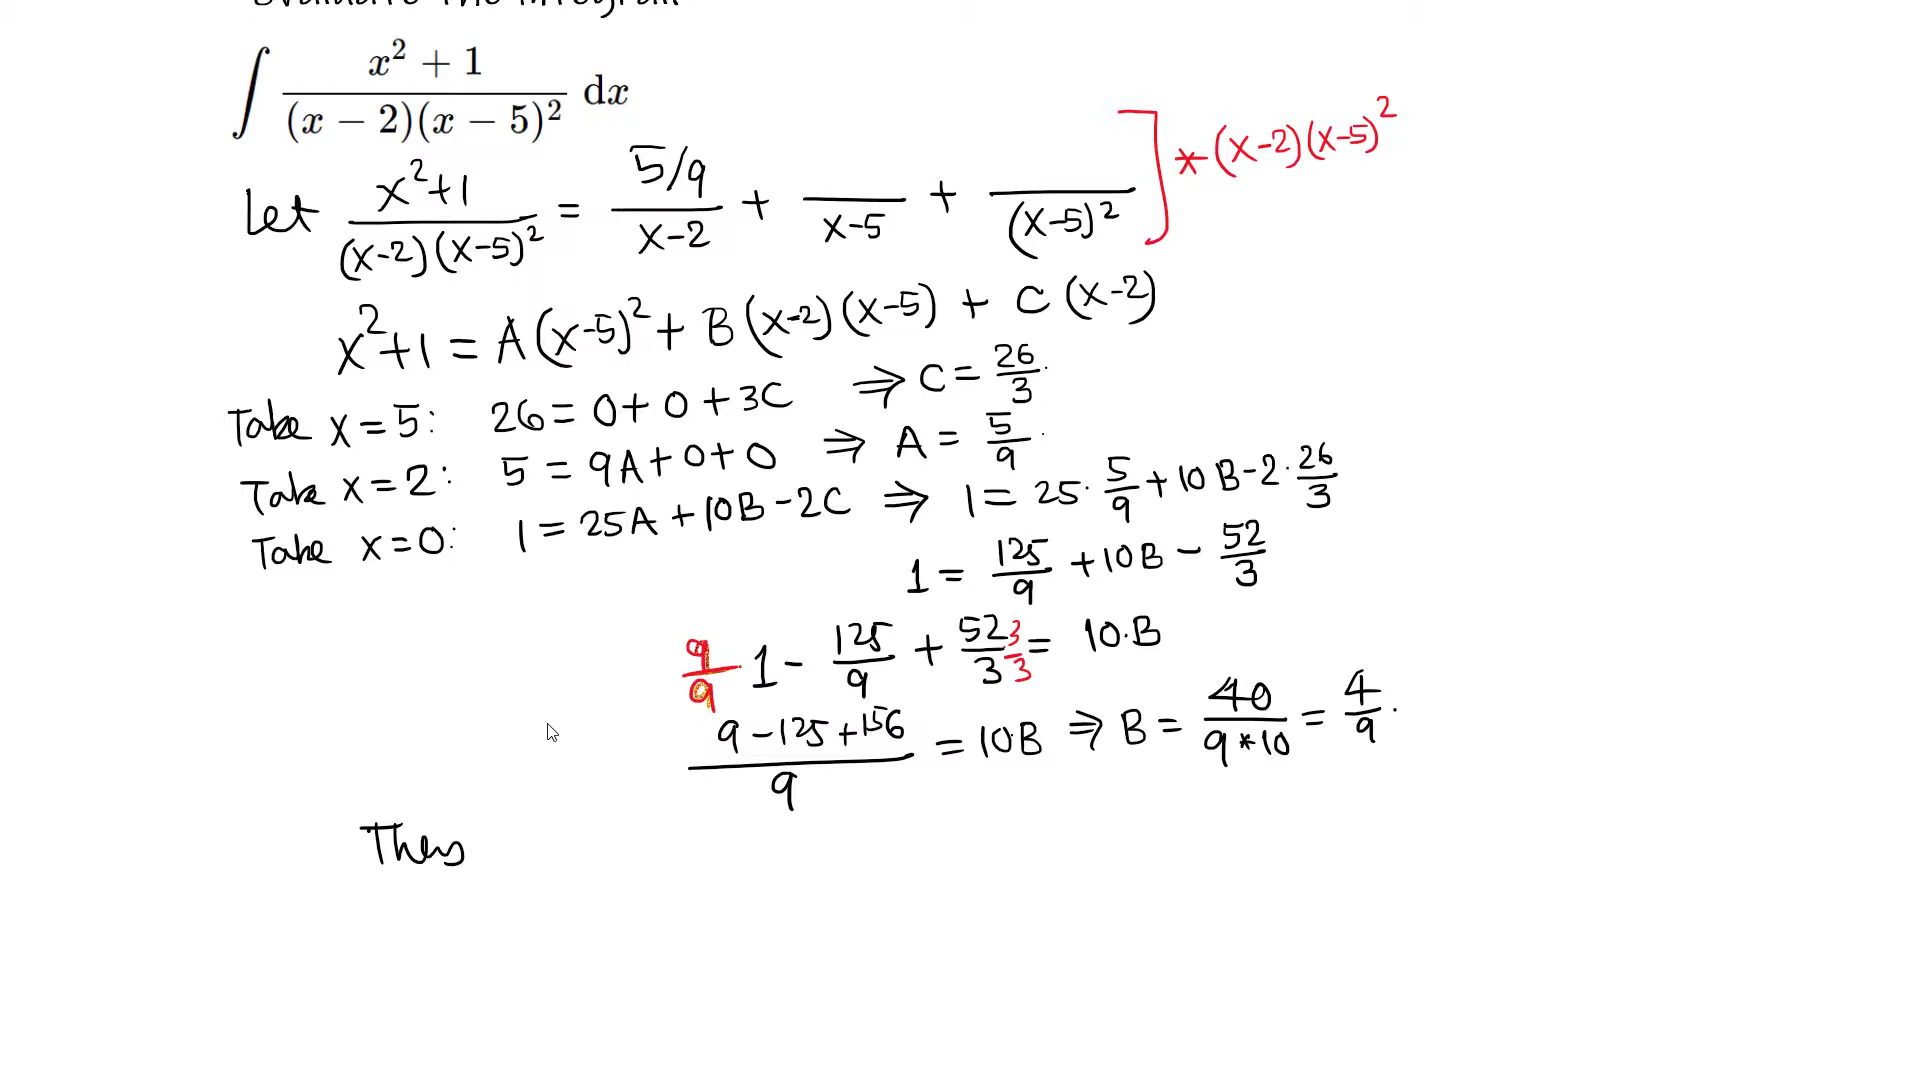 Evaluate the integral
∫ (x² + 1)/((x − 2)(x − 5)²) dx
Let (x²+1)/((x-2)(x-5)²) = (5/9)/(x-2) + /(x-5) + /(x-5)² ] * (x-2)(x-5)²
x²+1 = A(x-5)² + B(x-2)(x-5) + C(x-2)
Take x = 5: 26 = 0 + 0 + 3C ⇒ C = 26/3.
Take x = 2: 5 = 9A + 0 + 0 ⇒ A = 5/9.
Take x = 0: 1 = 25A + 10B - 2C ⇒ 1 = 25 · 5/9 + 10B - 2 · 26/3
1 = 125/9 + 10B - 52/3
9/9 · 1 - 125/9 + 52/3 3/3 = 10·B
(9 - 125 + 156)/9 = 10·B ⇒ B = 40/(9*10) = 4/9.
Thus